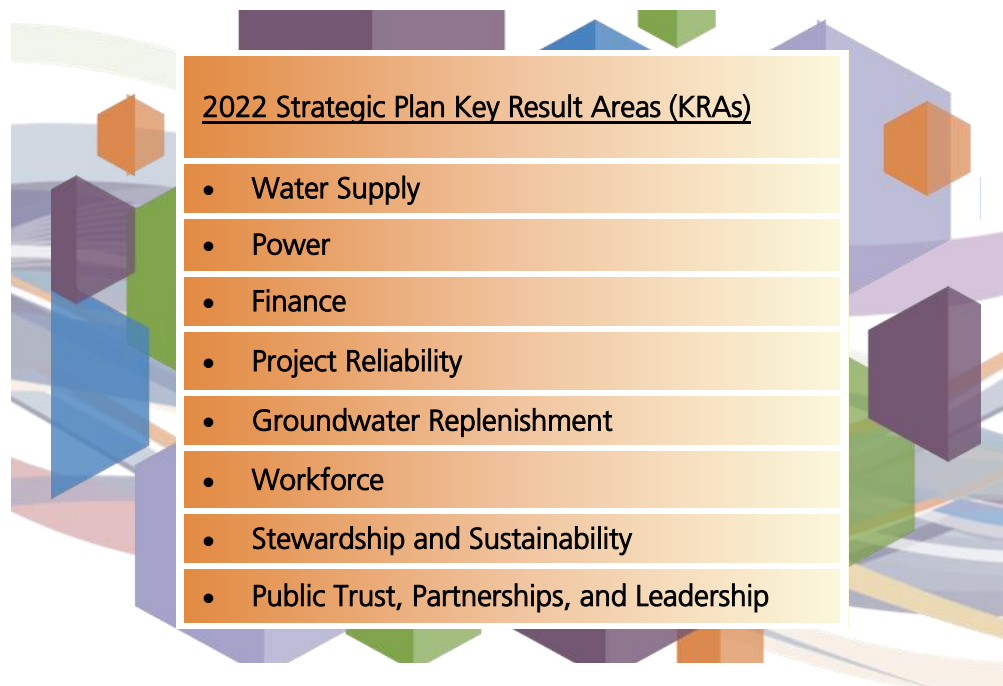 2022 Strategic Plan Key Result Areas (KRAs)
• Water Supply
• Power
• Finance
• Project Reliability
• Groundwater Replenishment
• Workforce
• Stewardship and Sustainability
• Public Trust, Partnerships, and Leadership